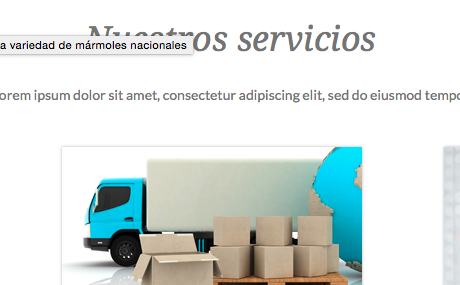 Nuestros servicios
a variedad de mármoles nacionales
orem ipsum dolor sit amet, consectetur adipiscing elit, sed do eiusmod tempo